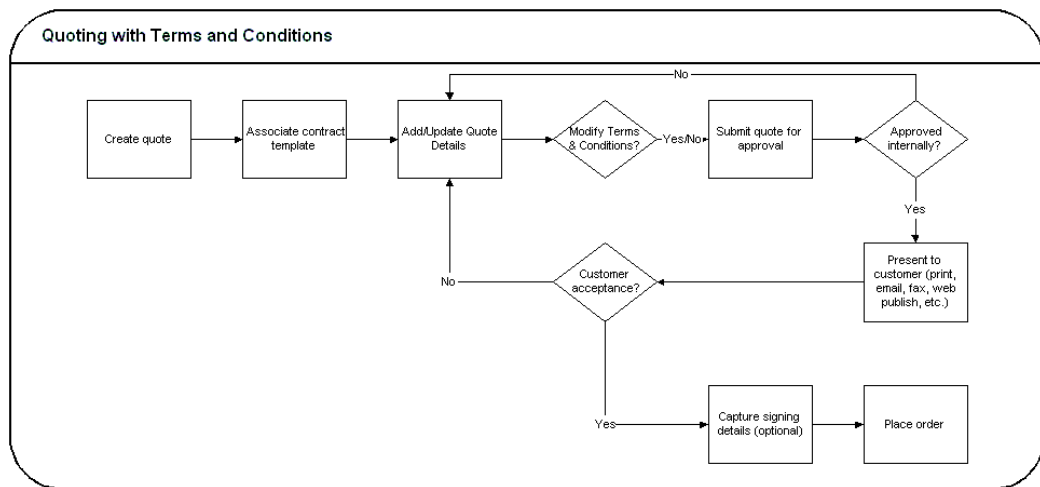 Quoting with Terms and Conditions
No
Create quote
Associate contract
template
Add/Update Quote
Details
Modify Terms
& Conditions?
Yes/No
Submit quote for
approval
Approved
internally?
Yes
Present to
customer (print,
email, fax, web
publish, etc.)
Customer
acceptance?
No
Yes
Capture signing
details (optional)
Place order